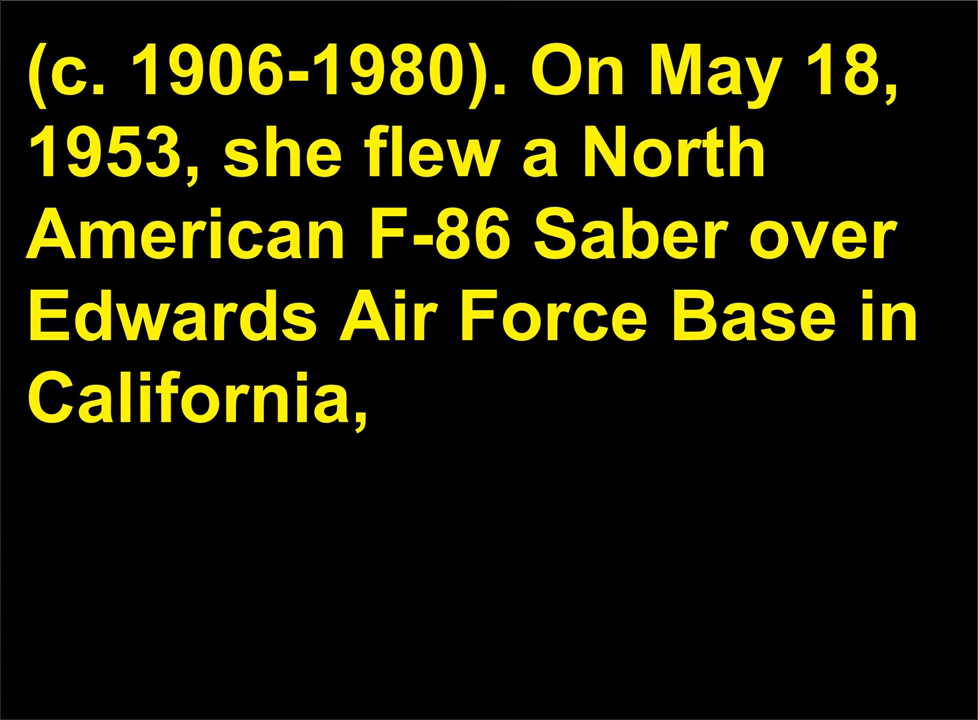 (c. 1906-1980). On May 18,
1953, she flew a North
American F-86 Saber over
Edwards Air Force Base in
California,